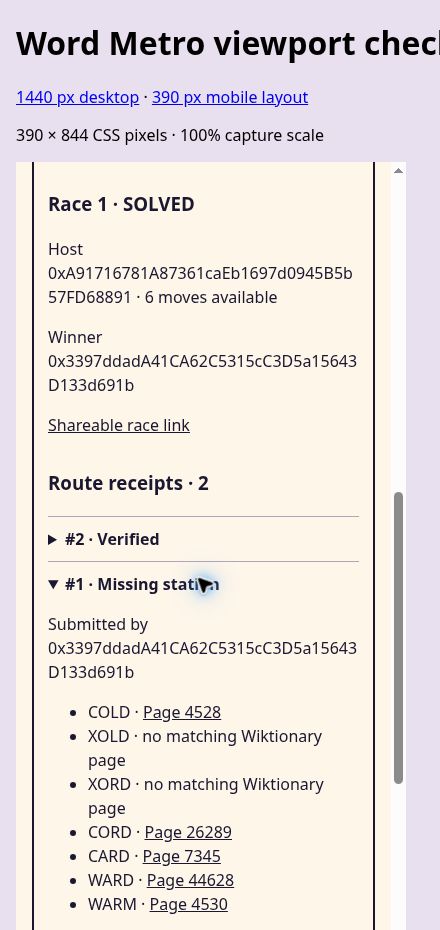 Word Metro viewport chec
1440 px desktop · 390 px mobile layout
390 × 844 CSS pixels · 100% capture scale
Race 1 · SOLVED
Host
0xA91716781A87361caEb1697d0945B5b
57FD68891 · 6 moves available
Winner
0x3397ddadA41CA62C5315cC3D5a15643
D133d691b
Shareable race link
Route receipts · 2
#2 · Verified
#1 · Missing station
Submitted by
0x3397ddadA41CA62C5315cC3D5a15643
D133d691b
COLD · Page 4528
XOLD · no matching Wiktionary
page
XORD · no matching Wiktionary
page
CORD · Page 26289
CARD · Page 7345
WARD · Page 44628
WARM · Page 4530